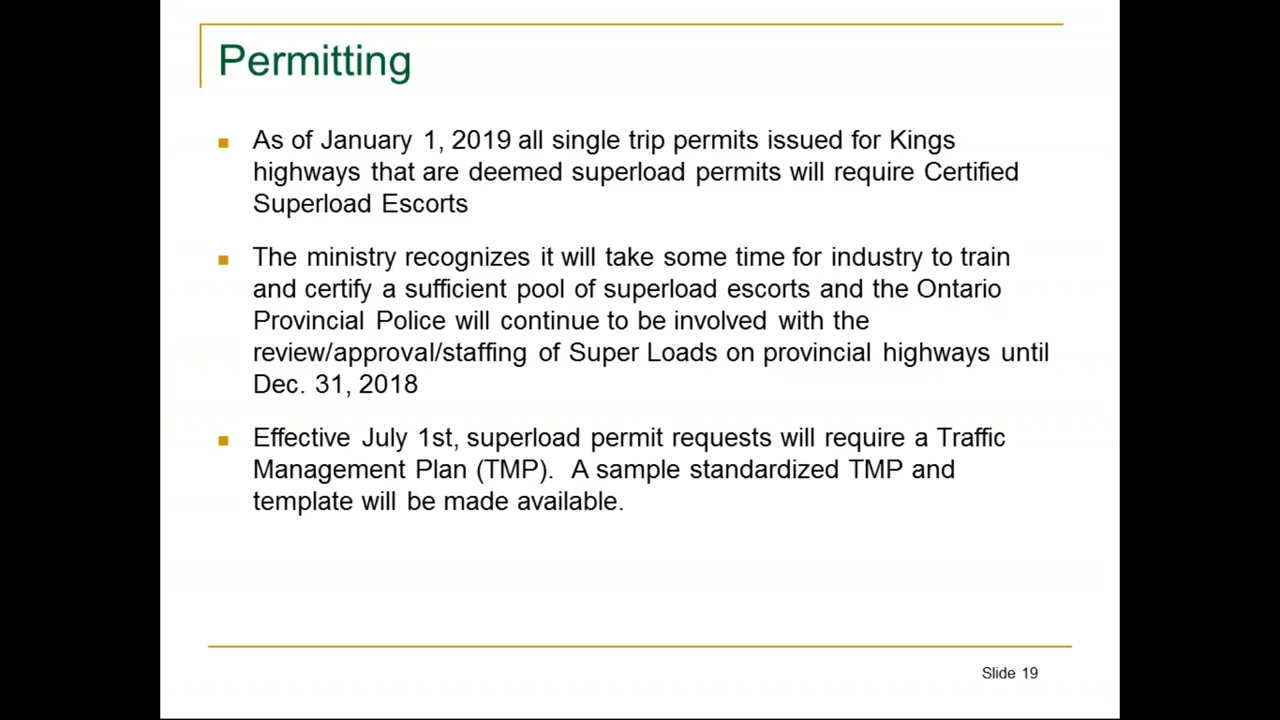 Permitting
As of January 1, 2019 all single trip permits issued for Kings
highways that are deemed superload permits will require Certified
Superload Escorts
The ministry recognizes it will take some time for industry to train
and certify a sufficient pool of superload escorts and the Ontario
Provincial Police will continue to be involved with the
review/approval/staffing of Super Loads on provincial highways until
Dec. 31, 2018
Effective July 1st, superload permit requests will require a Traffic
Management Plan (TMP).  A sample standardized TMP and
template will be made available.
Slide 19